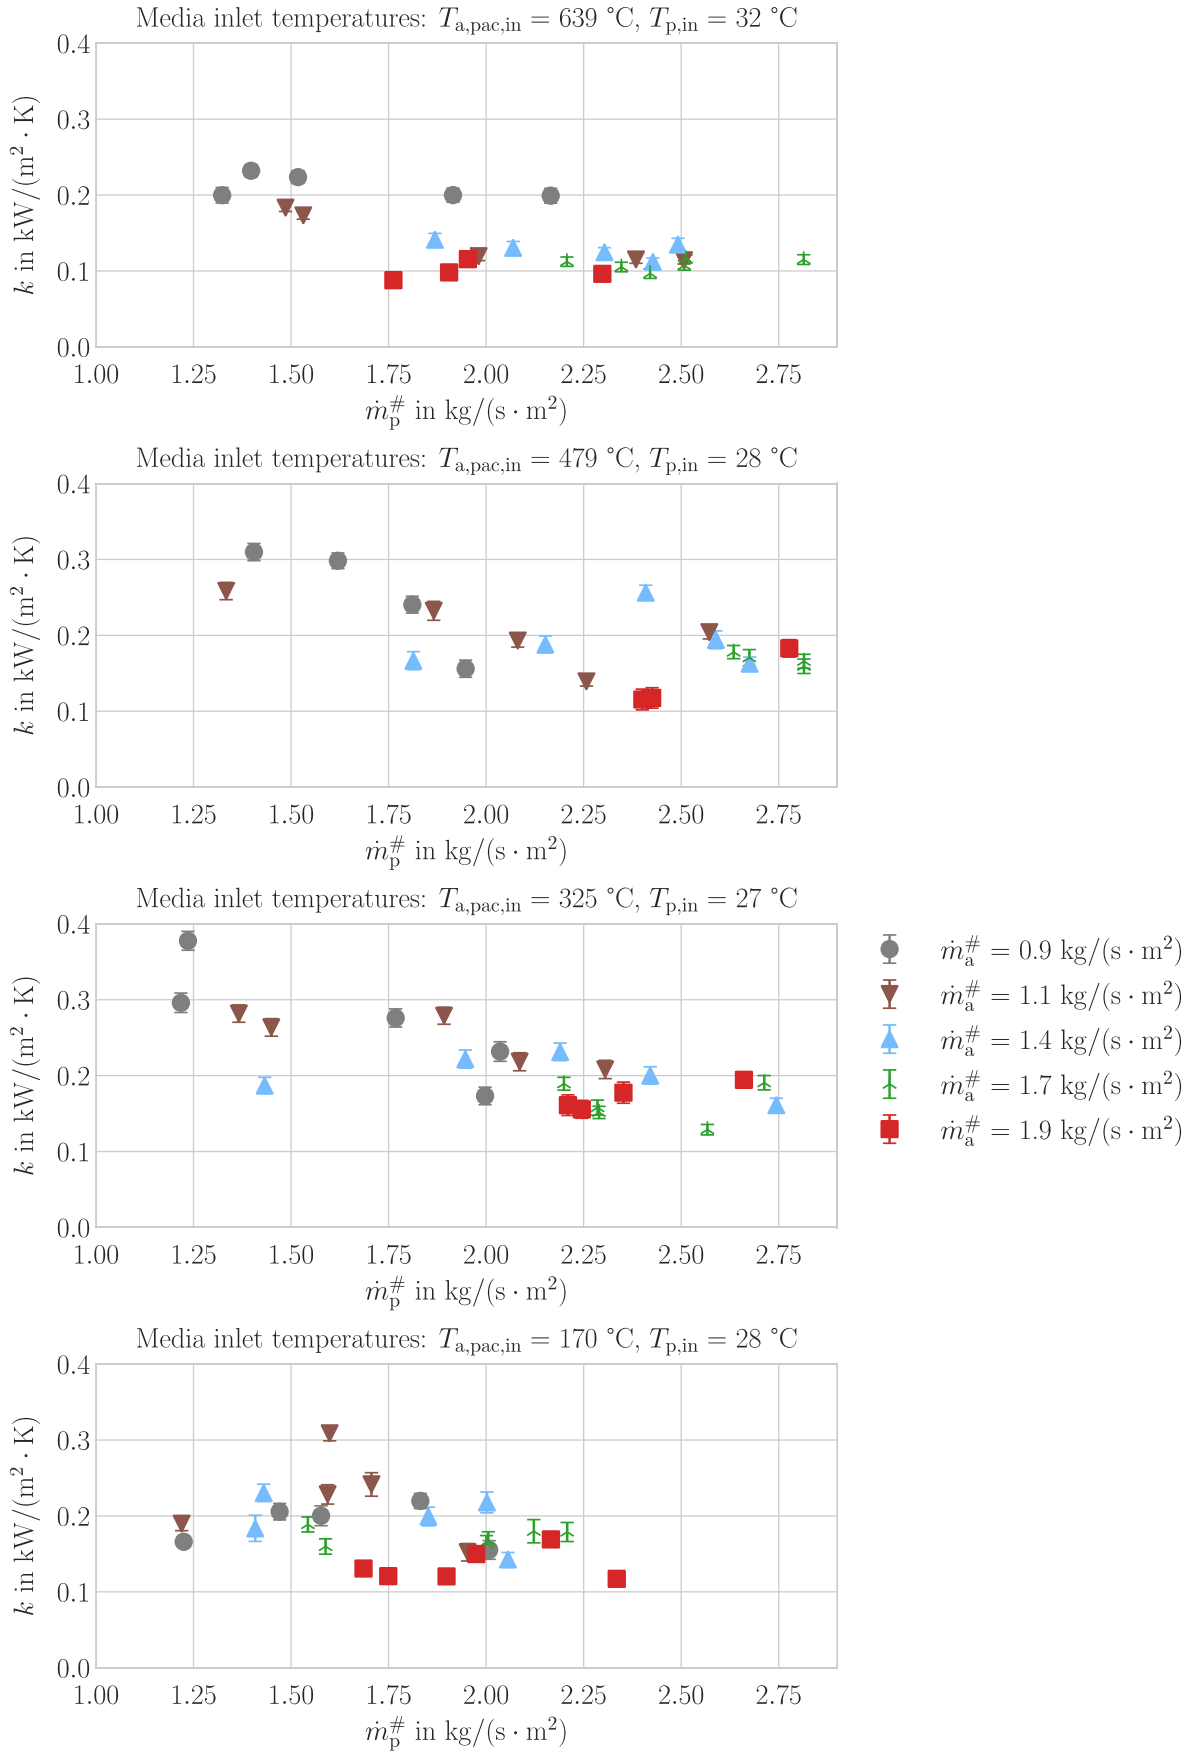 Media inlet temperatures: T_a,pac,in = 639 °C, T_p,in = 32 °C
k in kW/(m² · K)
0.4
0.3
0.2
0.1
0.0
1.00 1.25 1.50 1.75 2.00 2.25 2.50 2.75
ṁ_p^# in kg/(s · m²)
Media inlet temperatures: T_a,pac,in = 479 °C, T_p,in = 28 °C
k in kW/(m² · K)
0.4
0.3
0.2
0.1
0.0
1.00 1.25 1.50 1.75 2.00 2.25 2.50 2.75
ṁ_p^# in kg/(s · m²)
Media inlet temperatures: T_a,pac,in = 325 °C, T_p,in = 27 °C
k in kW/(m² · K)
0.4
0.3
0.2
0.1
0.0
1.00 1.25 1.50 1.75 2.00 2.25 2.50 2.75
ṁ_p^# in kg/(s · m²)
ṁ_a^# = 0.9 kg/(s · m²)
ṁ_a^# = 1.1 kg/(s · m²)
ṁ_a^# = 1.4 kg/(s · m²)
ṁ_a^# = 1.7 kg/(s · m²)
ṁ_a^# = 1.9 kg/(s · m²)
Media inlet temperatures: T_a,pac,in = 170 °C, T_p,in = 28 °C
k in kW/(m² · K)
0.4
0.3
0.2
0.1
0.0
1.00 1.25 1.50 1.75 2.00 2.25 2.50 2.75
ṁ_p^# in kg/(s · m²)